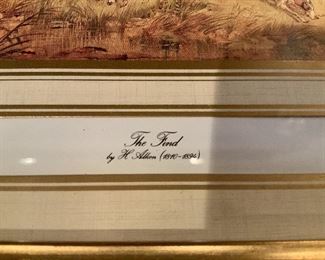 The Find
by H Alken (1810-1894)